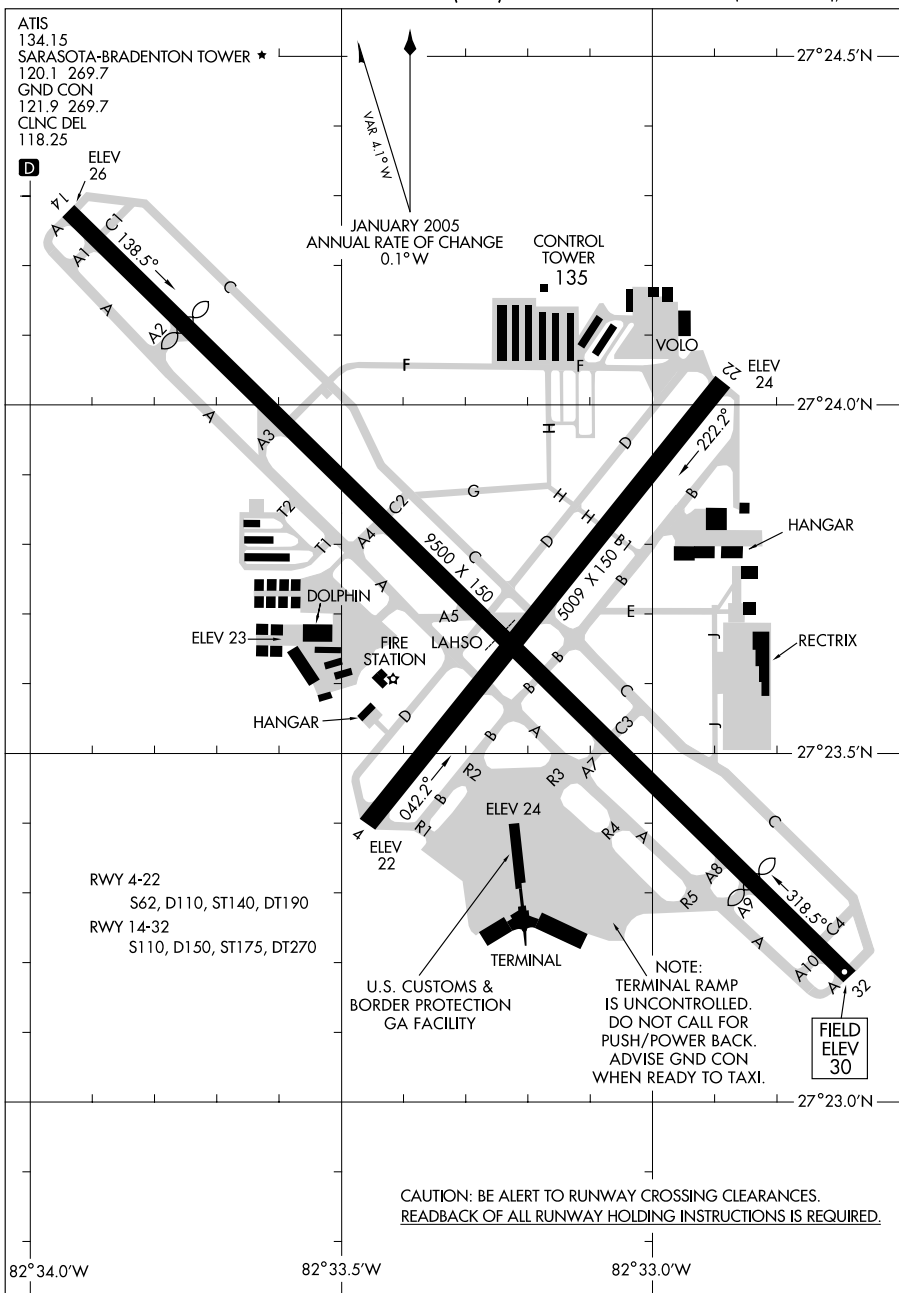 ATIS
134.15
SARASOTA-BRADENTON TOWER ★
120.1 269.7
GND CON
121.9 269.7
CLNC DEL
118.25
D
VAR 4.1° W
JANUARY 2005
ANNUAL RATE OF CHANGE
0.1° W
27°24.5'N
ELEV
26
14
A
A1
C1
138.5°
A
A2
C
CONTROL
TOWER
135
VOLO
F
F
22
ELEV
24
27°24.0'N
222.2°
A
A3
H
D
T2
T1
A4
C2
G
H
H
D
B
B1
B
HANGAR
9500 X 150
C
5009 X 150
A
A5
E
DOLPHIN
ELEV 23
FIRE
STATION
LAHSO
J
RECTRIX
HANGAR
D
B
B
B
A
C
C3
J
27°23.5'N
R2
R3
A7
042.2°
B
R1
4
ELEV
22
ELEV 24
R4
A
C
A8
A9
R5
318.5°
C4
A
A10
A
32
RWY 4-22
S62, D110, ST140, DT190
RWY 14-32
S110, D150, ST175, DT270
TERMINAL
U.S. CUSTOMS &
BORDER PROTECTION
GA FACILITY
NOTE:
TERMINAL RAMP
IS UNCONTROLLED.
DO NOT CALL FOR
PUSH/POWER BACK.
ADVISE GND CON
WHEN READY TO TAXI.
FIELD
ELEV
30
27°23.0'N
CAUTION: BE ALERT TO RUNWAY CROSSING CLEARANCES.
READBACK OF ALL RUNWAY HOLDING INSTRUCTIONS IS REQUIRED.
82°34.0'W
82°33.5'W
82°33.0'W